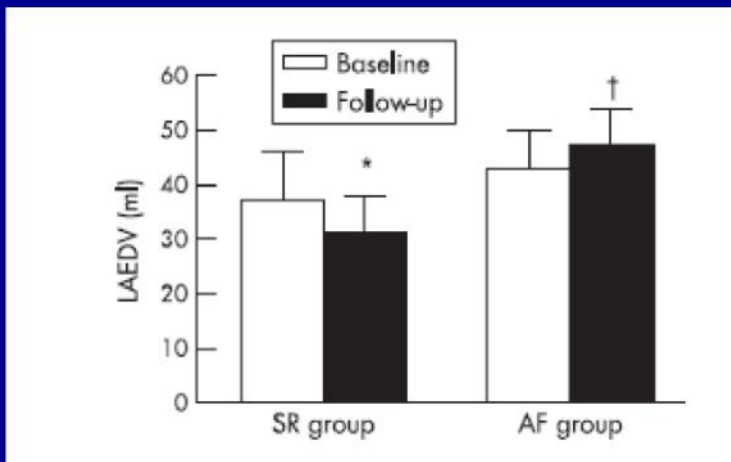 60
50
40
30
20
10
0
LAEDV (ml)
Baseline
Follow-up
*
†
SR group
AF group